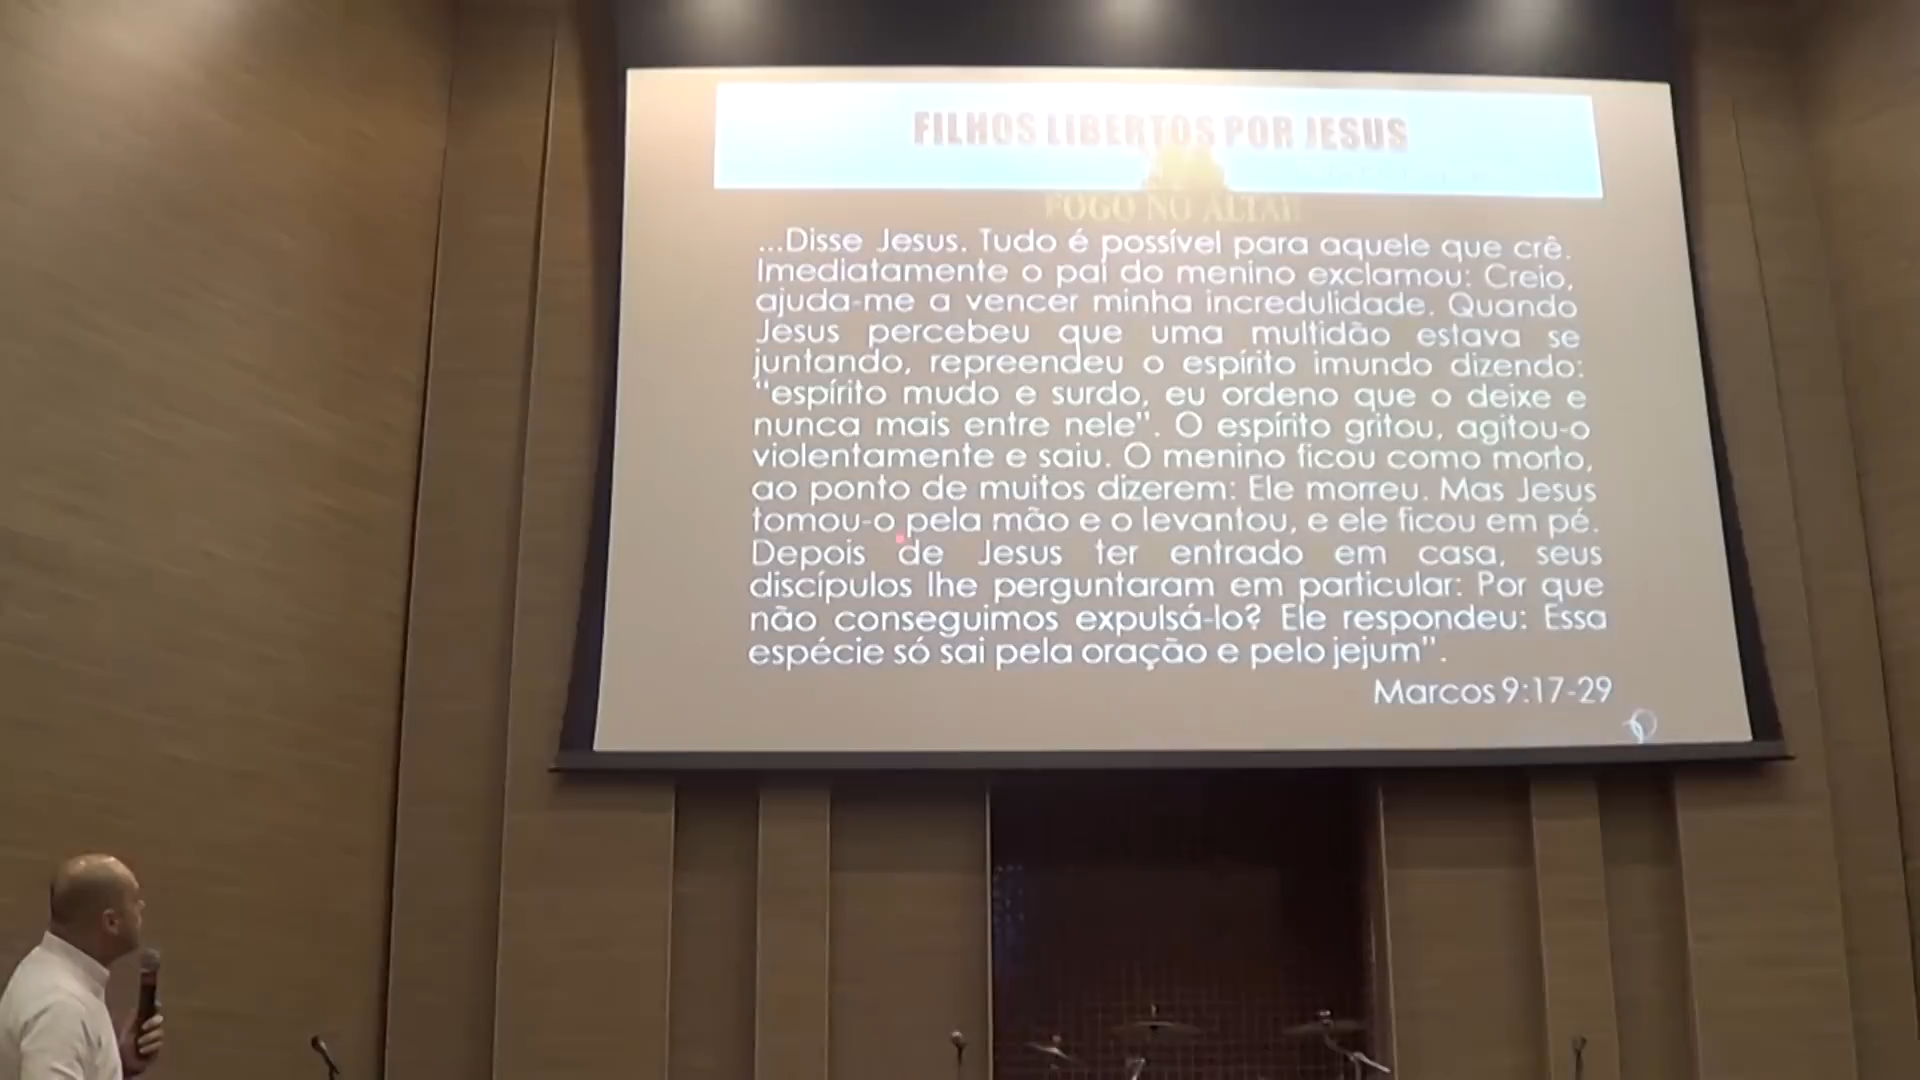 FILHOS LIBERTOS POR JESUS
FOGO NO ALTAR
...Disse Jesus. Tudo é possível para aquele que crê.
Imediatamente o pai do menino exclamou: Creio,
ajuda-me a vencer minha incredulidade. Quando
Jesus percebeu que uma multidão estava se
juntando, repreendeu o espírito imundo dizendo:
"espírito mudo e surdo, eu ordeno que o deixe e
nunca mais entre nele". O espírito gritou, agitou-o
violentamente e saiu. O menino ficou como morto,
ao ponto de muitos dizerem: Ele morreu. Mas Jesus
tomou-o pela mão e o levantou, e ele ficou em pé.
Depois de Jesus ter entrado em casa, seus
discípulos lhe perguntaram em particular: Por que
não conseguimos expulsá-lo? Ele respondeu: Essa
espécie só sai pela oração e pelo jejum".
Marcos 9:17-29